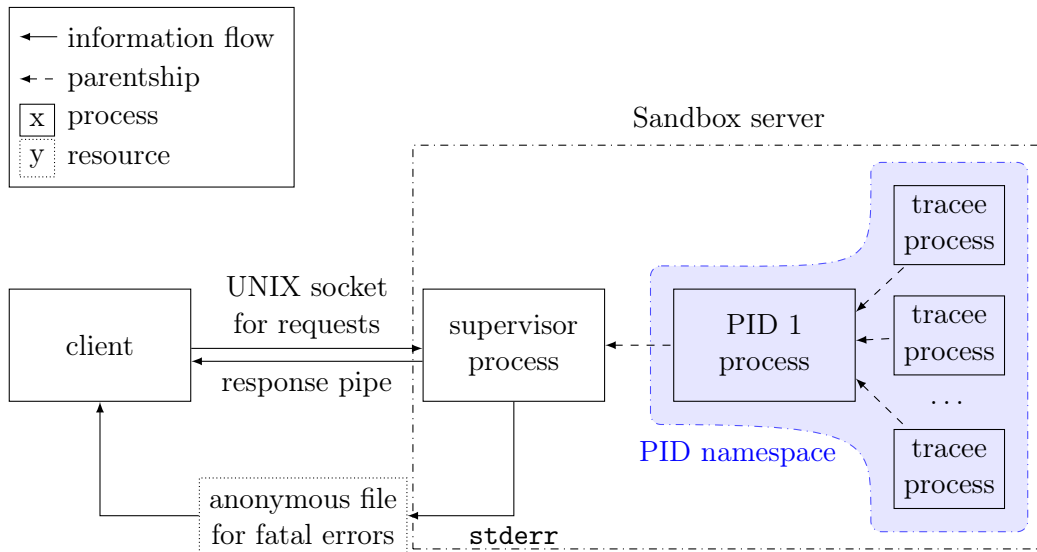 information flow
parentship
x process
y resource
Sandbox server
tracee
process
UNIX socket
for requests
client
supervisor
process
PID 1
process
tracee
process
response pipe
...
PID namespace
tracee
process
anonymous file
for fatal errors
stderr